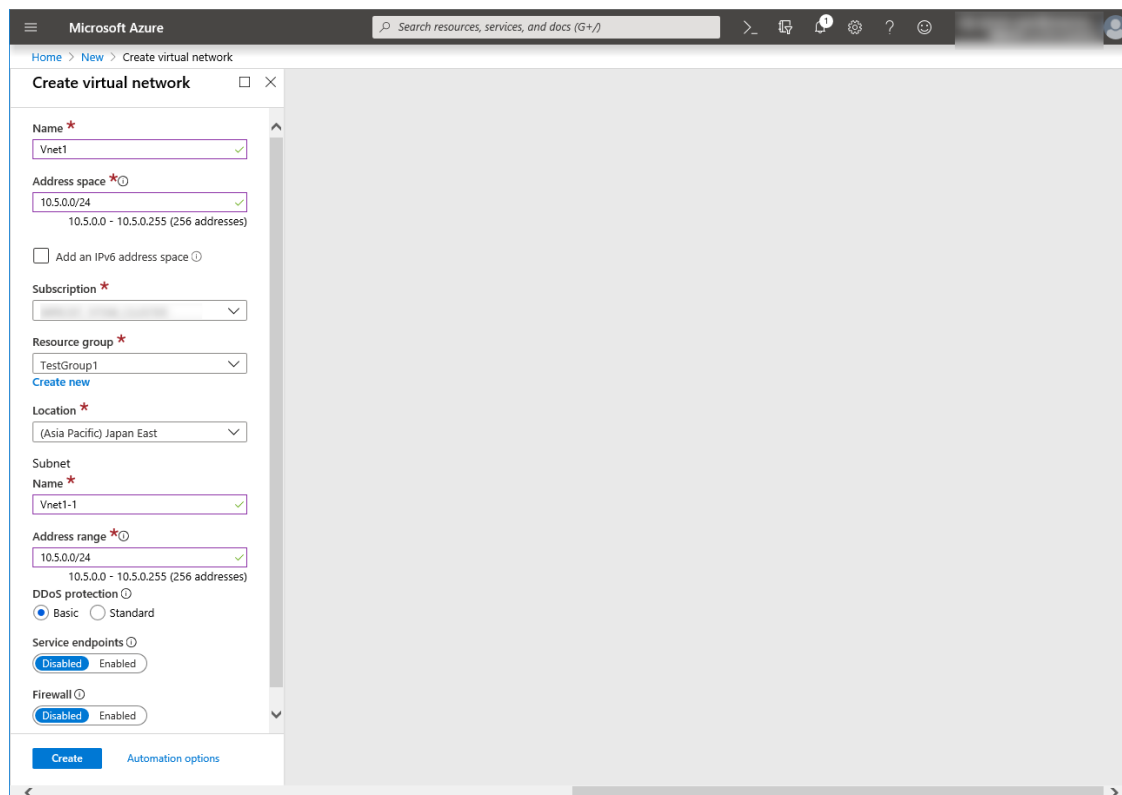 Microsoft Azure
Search resources, services, and docs (G+/)
1
Home > New > Create virtual network
Create virtual network
Name *
Vnet1
Address space *
10.5.0.0/24
10.5.0.0 - 10.5.0.255 (256 addresses)
Add an IPv6 address space
Subscription *
Resource group *
TestGroup1
Create new
Location *
(Asia Pacific) Japan East
Subnet
Name *
Vnet1-1
Address range *
10.5.0.0/24
10.5.0.0 - 10.5.0.255 (256 addresses)
DDoS protection
Basic Standard
Service endpoints
Disabled Enabled
Firewall
Disabled Enabled
Create Automation options